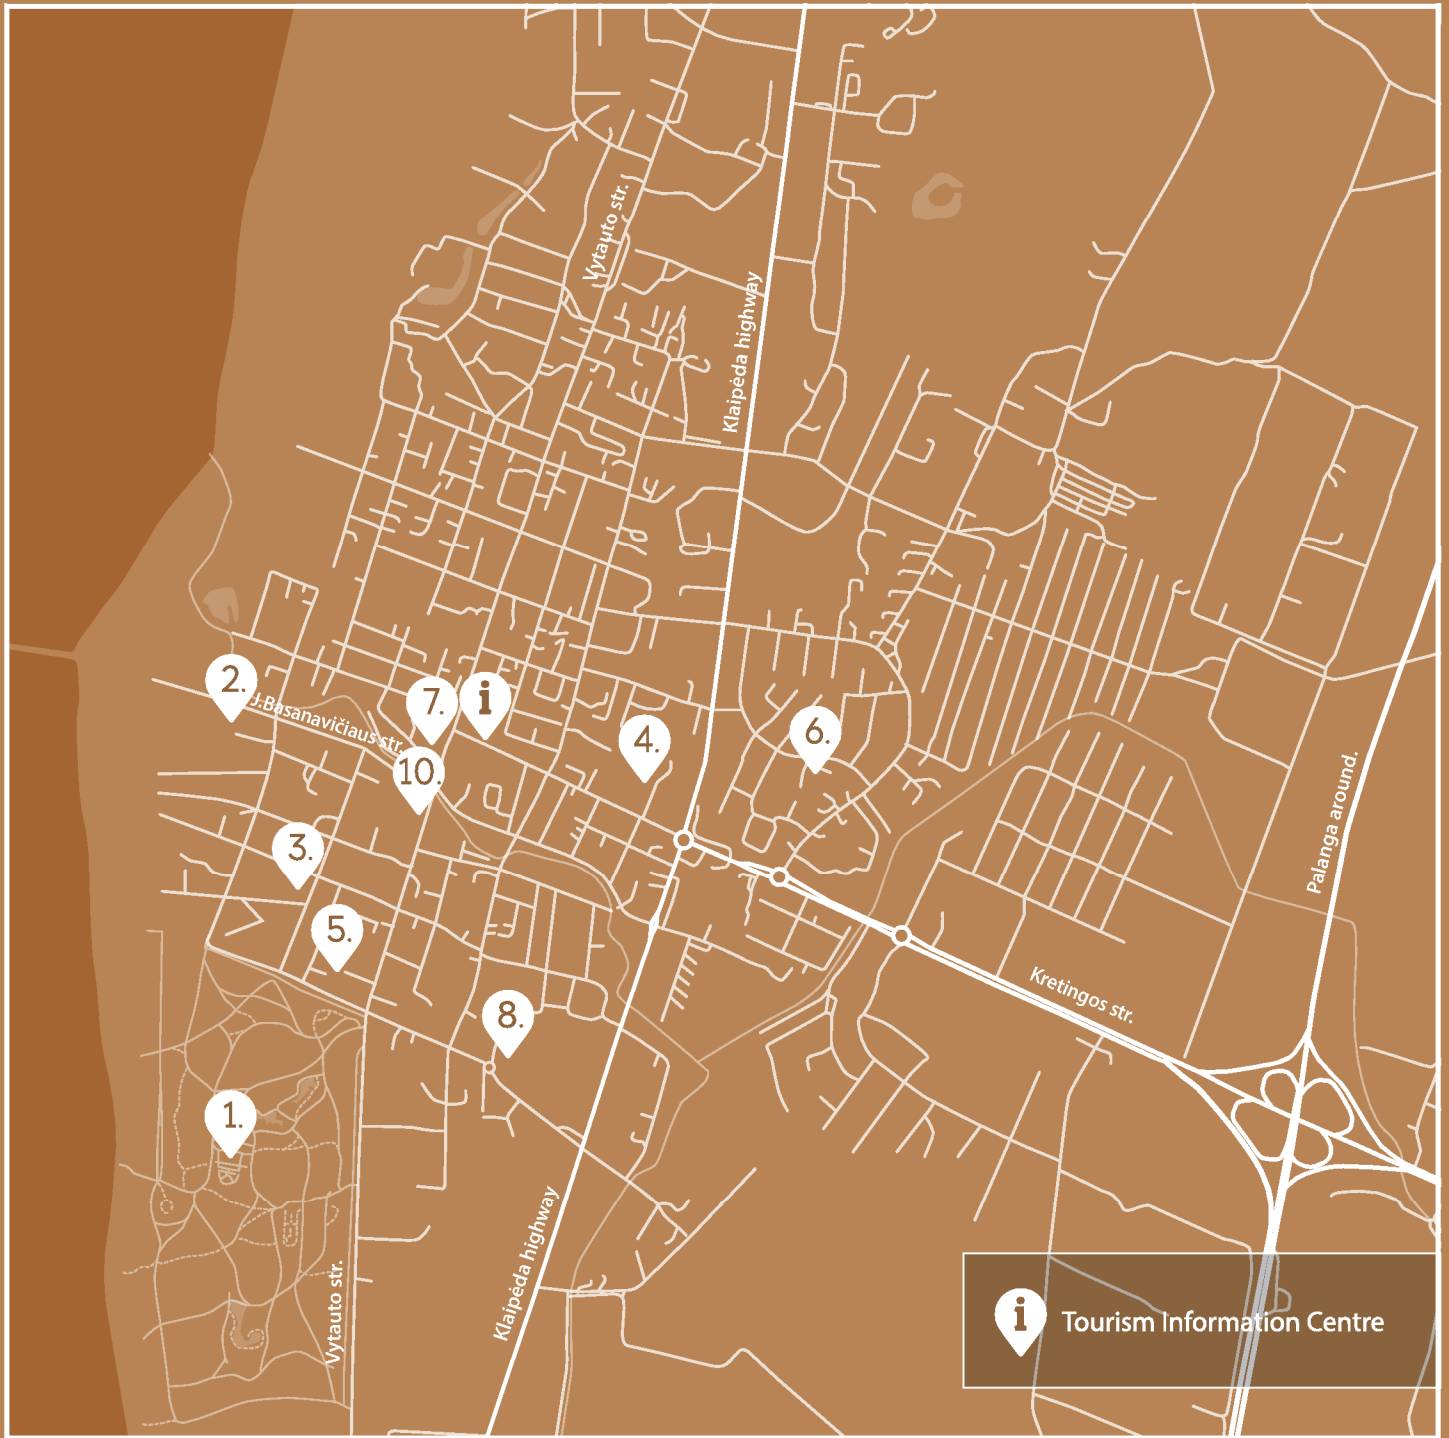 Vytauto str.
Klaipėda highway
2.
J.Basanavičiaus str.
7.
i
4.
6.
10.
3.
5.
8.
1.
Palanga around.
Kretingos str.
Klaipėda highway
Vytauto str.
i Tourism Information Centre